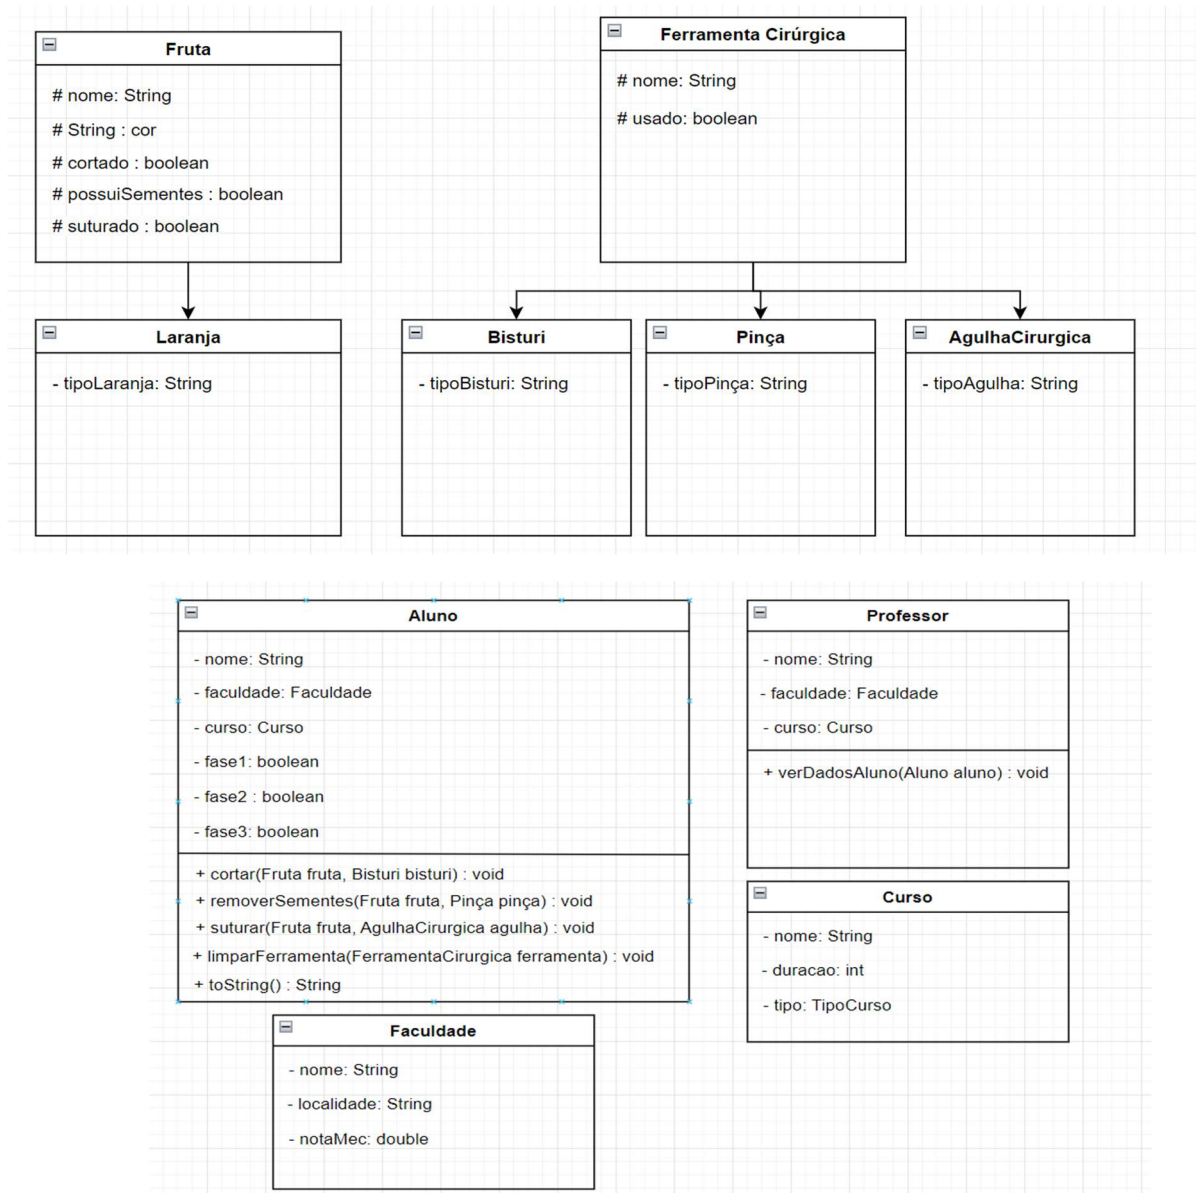 Fruta
# nome: String
# String : cor
# cortado : boolean
# possuiSementes : boolean
# suturado : boolean
Ferramenta Cirúrgica
# nome: String
# usado: boolean
Laranja
- tipoLaranja: String
Bisturi
- tipoBisturi: String
Pinça
- tipoPinça: String
AgulhaCirurgica
- tipoAgulha: String
Aluno
- nome: String
- faculdade: Faculdade
- curso: Curso
- fase1: boolean
- fase2 : boolean
- fase3: boolean
+ cortar(Fruta fruta, Bisturi bisturi) : void
+ removerSementes(Fruta fruta, Pinça pinça) : void
+ suturar(Fruta fruta, AgulhaCirurgica agulha) : void
+ limparFerramenta(FerramentaCirurgica ferramenta) : void
+ toString() : String
Professor
- nome: String
- faculdade: Faculdade
- curso: Curso
+ verDadosAluno(Aluno aluno) : void
Curso
- nome: String
- duracao: int
- tipo: TipoCurso
Faculdade
- nome: String
- localidade: String
- notaMec: double